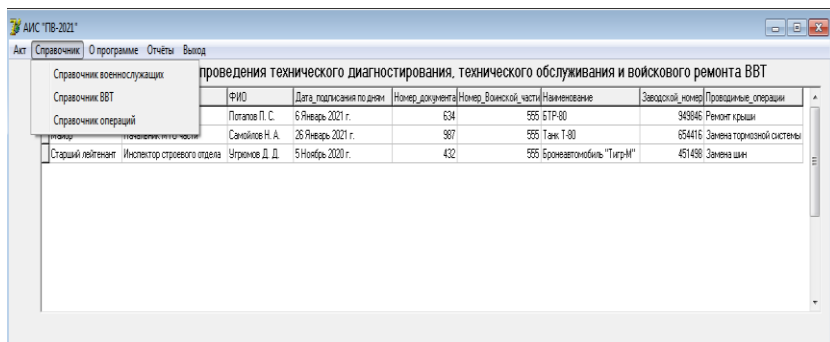 АИС "ПВ-2021"
Акт Справочник О программе Отчёты Выход
Справочник военнослужащих
Справочник ВВТ
Справочник операций
проведения технического диагностирования, технического обслуживания и войскового ремонта ВВТ
ФИО Дата_подписания по дням Номер_документа Номер_Воинской_части Наименование Заводской_номер Проводимые_операции
Потапов П. С. 6 Январь 2021 г. 634 555 БТР-80 949846 Ремонт крыши
Майор Начальник МТО части Самойлов Н. А. 26 Январь 2021 г. 987 555 Танк Т-80 654416 Замена тормозной системы
Старший лейтенант Инспектор строевого отдела Угрюмов Д. Д. 5 Ноябрь 2020 г. 432 555 Бронеавтомобиль "Тигр-М" 451498 Замена шин